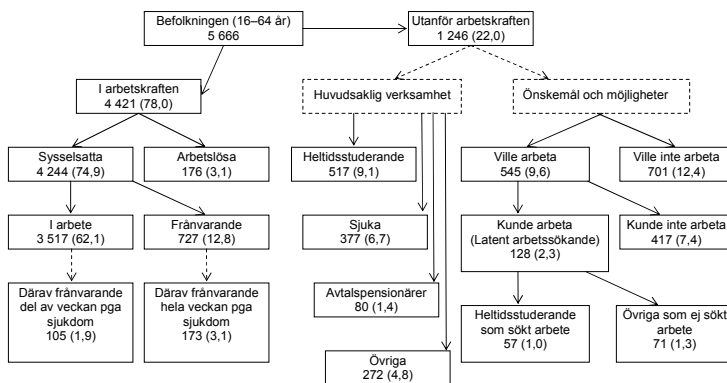 Befolkningen (16–64 år)
5 666
Utanför arbetskraften
1 246 (22,0)
I arbetskraften
4 421 (78,0)
Huvudsaklig verksamhet
Önskemål och möjligheter
Sysselsatta
4 244 (74,9)
Arbetslösa
176 (3,1)
Heltidsstuderande
517 (9,1)
Ville arbeta
545 (9,6)
Ville inte arbeta
701 (12,4)
I arbete
3 517 (62,1)
Frånvarande
727 (12,8)
Sjuka
377 (6,7)
Kunde arbeta
(Latent arbetssökande)
128 (2,3)
Kunde inte arbeta
417 (7,4)
Därav frånvarande
del av veckan pga
sjukdom
105 (1,9)
Därav frånvarande
hela veckan pga
sjukdom
173 (3,1)
Avtalspensionärer
80 (1,4)
Heltidsstuderande
som sökt arbete
57 (1,0)
Övriga som ej sökt
arbete
71 (1,3)
Övriga
272 (4,8)